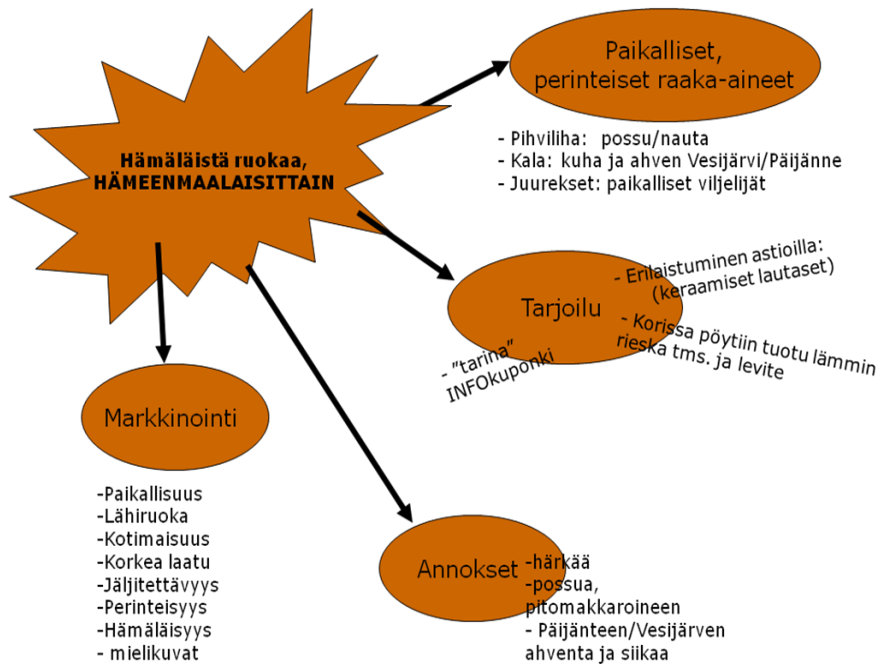 Hämäläistä ruokaa,
HÄMEENMAALAISITTAIN
Paikalliset,
perinteiset raaka-aineet
- Pihviliha: possu/nauta
- Kala: kuha ja ahven Vesijärvi/Päijänne
- Juurekset: paikalliset viljelijät
Tarjoilu
- Erilaistuminen astioilla:
(keraamiset lautaset)
- Korissa pöytiin tuotu lämmin
rieska tms. ja levite
- ”tarina”
INFOkuponki
Markkinointi
-Paikallisuus
-Lähiruoka
-Kotimaisuus
-Korkea laatu
-Jäljitettävyys
-Perinteisyys
-Hämäläisyys
- mielikuvat
Annokset
-härkää
-possua,
pitomakkaroineen
- Päijänteen/Vesijärven
ahventa ja siikaa